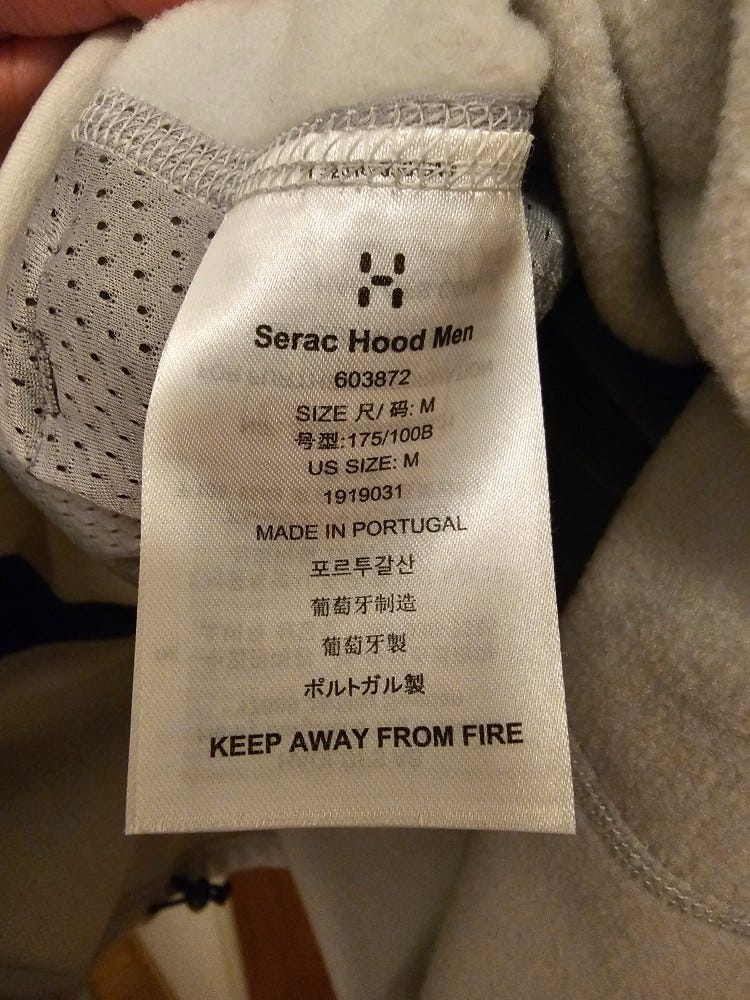 Serac Hood Men
603872
SIZE 尺/ 码: M
号型:175/100B
US SIZE: M
1919031
MADE IN PORTUGAL
포르투갈산
葡萄牙制造
葡萄牙製
ポルトガル製
KEEP AWAY FROM FIRE